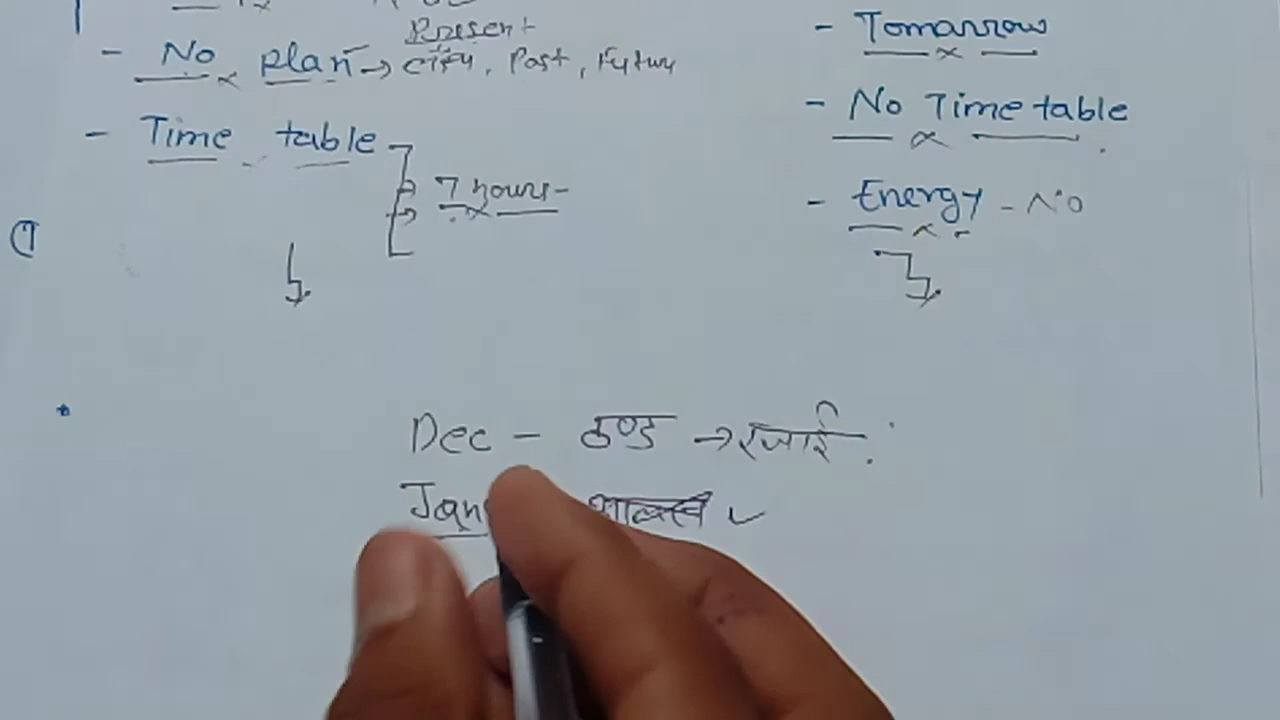 Present
- No plan → City, Past, Future
- Time table
7 hours-
- Tomarrow
- No Time table
- Energy - No
Dec - ठण्ड → रजाई
Jan